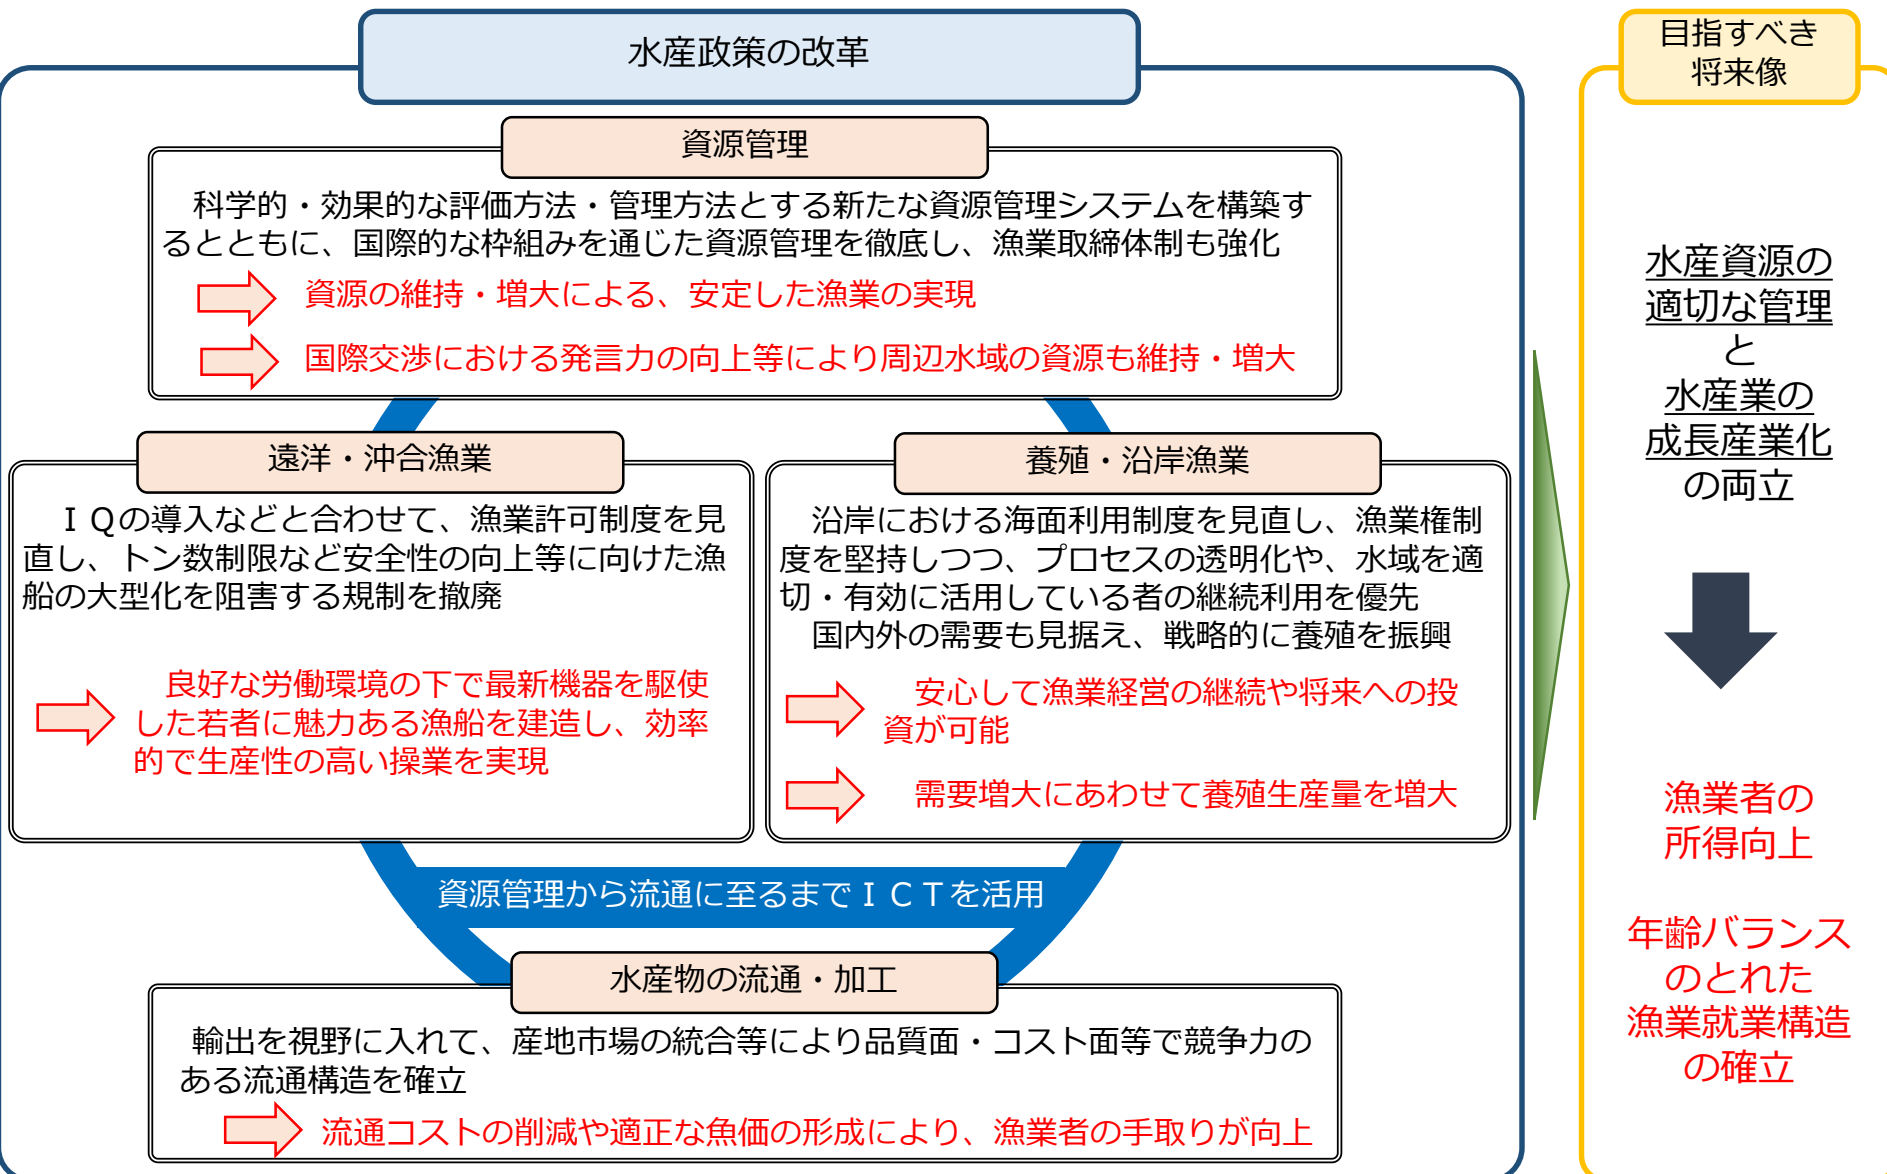 水産政策の改革
資源管理
科学的・効果的な評価方法・管理方法とする新たな資源管理システムを構築す
るとともに、国際的な枠組みを通じた資源管理を徹底し、漁業取締体制も強化
資源の維持・増大による、安定した漁業の実現
国際交渉における発言力の向上等により周辺水域の資源も維持・増大
遠洋・沖合漁業
ＩＱの導入などと合わせて、漁業許可制度を見
直し、トン数制限など安全性の向上等に向けた漁
船の大型化を阻害する規制を撤廃
良好な労働環境の下で最新機器を駆使
した若者に魅力ある漁船を建造し、効率
的で生産性の高い操業を実現
養殖・沿岸漁業
沿岸における海面利用制度を見直し、漁業権制
度を堅持しつつ、プロセスの透明化や、水域を適
切・有効に活用している者の継続利用を優先
国内外の需要も見据え、戦略的に養殖を振興
安心して漁業経営の継続や将来への投
資が可能
需要増大にあわせて養殖生産量を増大
資源管理から流通に至るまでＩＣＴを活用
水産物の流通・加工
輸出を視野に入れて、産地市場の統合等により品質面・コスト面等で競争力の
ある流通構造を確立
流通コストの削減や適正な魚価の形成により、漁業者の手取りが向上
目指すべき
将来像
水産資源の
適切な管理
と
水産業の
成長産業化
の両立
漁業者の
所得向上
年齢バランス
のとれた
漁業就業構造
の確立